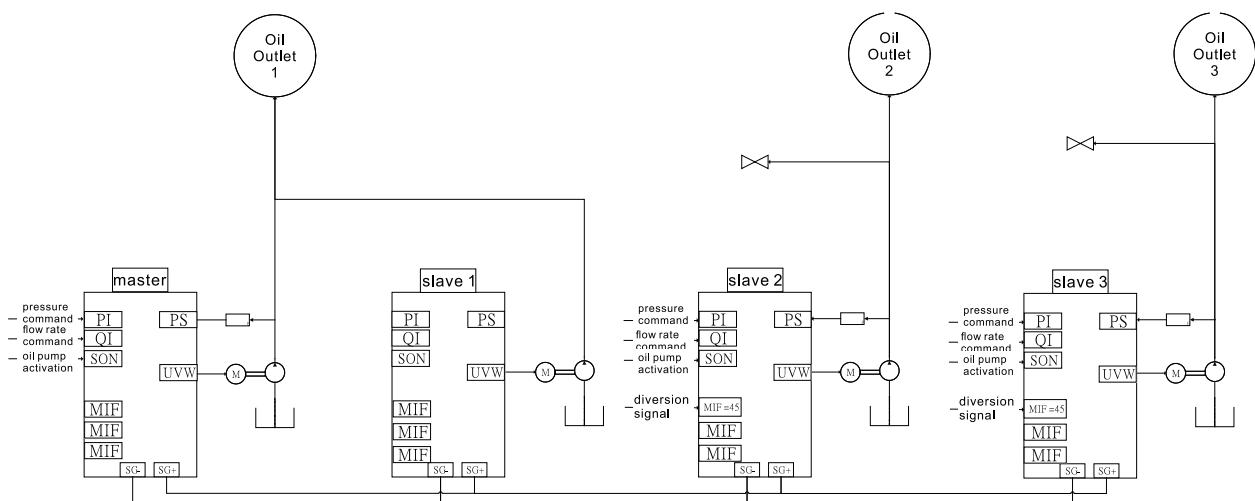 Oil
Outlet
1
Oil
Outlet
2
Oil
Outlet
3
master
pressure
command
flow rate
command
oil pump
activation
PI
QI
SON
PS
UVW
M
MIF
MIF
MIF
SG-
SG+
slave 1
PI
QI
SON
PS
UVW
M
MIF
MIF
MIF
SG-
SG+
slave 2
pressure
command
flow rate
command
oil pump
activation
diversion
signal
PI
QI
SON
PS
UVW
M
MIF=45
MIF
MIF
SG-
SG+
slave 3
pressure
command
flow rate
command
oil pump
activation
diversion
signal
PI
QI
SON
PS
UVW
M
MIF=45
MIF
MIF
SG-
SG+